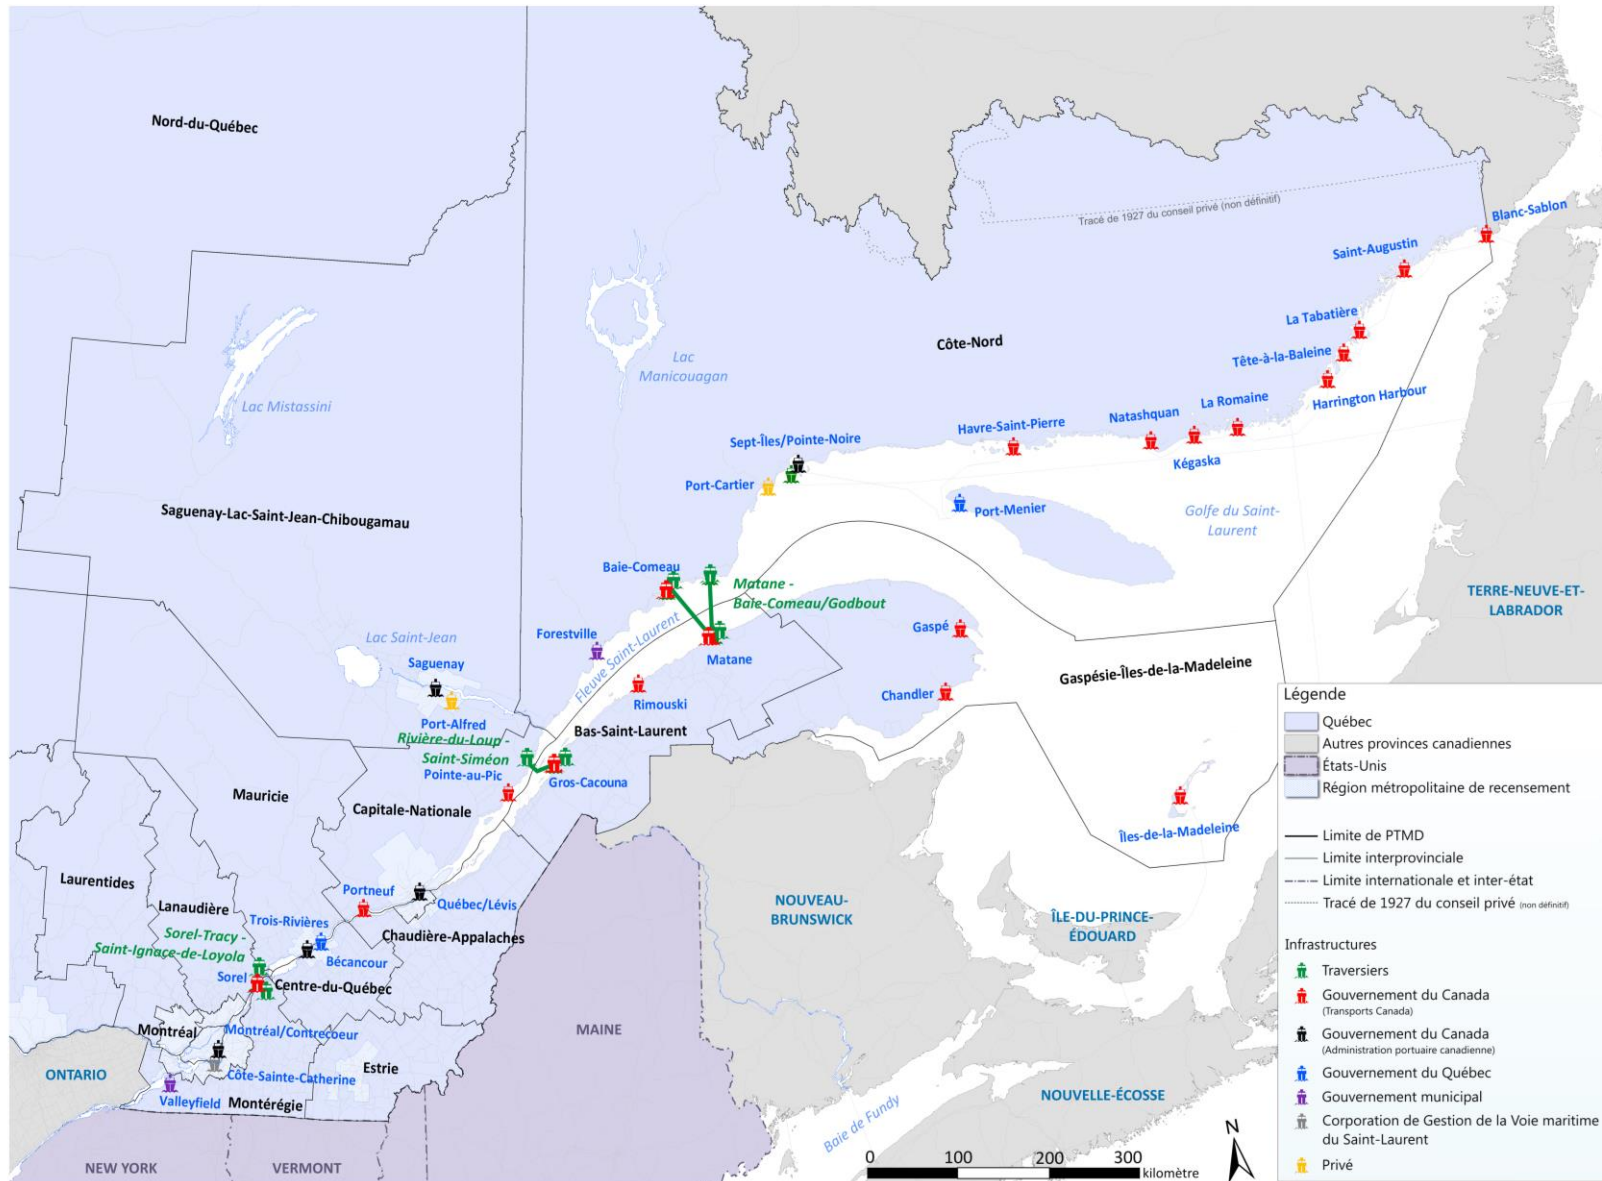 Nord-du-Québec
Tracé de 1927 du conseil privé (non définitif)
Blanc-Sablon
Saint-Augustin
La Tabatière
Côte-Nord
Tête-à-la-Baleine
Lac
Manicouagan
Lac Mistassini
Harrington Harbour
La Romaine
Natashquan
Havre-Saint-Pierre
Sept-Îles/Pointe-Noire
Kégaska
Port-Cartier
Port-Menier
Golfe du Saint-
Laurent
Saguenay-Lac-Saint-Jean-Chibougamau
Baie-Comeau
Matane -
Baie-Comeau/Godbout
TERRE-NEUVE-ET-
LABRADOR
Fleuve Saint-Laurent
Gaspé
Forestville
Lac Saint-Jean
Matane
Saguenay
Gaspésie-Îles-de-la-Madeleine
Chandler
Rimouski
Port-Alfred
Bas-Saint-Laurent
Rivière-du-Loup -
Saint-Siméon
Pointe-au-Pic
Gros-Cacouna
Mauricie
Capitale-Nationale
Îles-de-la-Madeleine
Laurentides
Portneuf
Lanaudière
Québec/Lévis
Trois-Rivières
NOUVEAU-
BRUNSWICK
ÎLE-DU-PRINCE-
ÉDOUARD
Sorel-Tracy -
Saint-Ignace-de-Loyola
Chaudière-Appalaches
Bécancour
Sorel
Centre-du-Québec
Montréal
Montréal/Contrecoeur
MAINE
Estrie
ONTARIO
Côte-Sainte-Catherine
Valleyfield
Montérégie
NOUVELLE-ÉCOSSE
Baie de Fundy
NEW YORK
VERMONT
0 100 200 300
kilomètre
N
Légende
Québec
Autres provinces canadiennes
États-Unis
Région métropolitaine de recensement
Limite de PTMD
Limite interprovinciale
Limite internationale et inter-état
Tracé de 1927 du conseil privé (non définitif)
Infrastructures
Traversiers
Gouvernement du Canada
(Transports Canada)
Gouvernement du Canada
(Administration portuaire canadienne)
Gouvernement du Québec
Gouvernement municipal
Corporation de Gestion de la Voie maritime
du Saint-Laurent
Privé